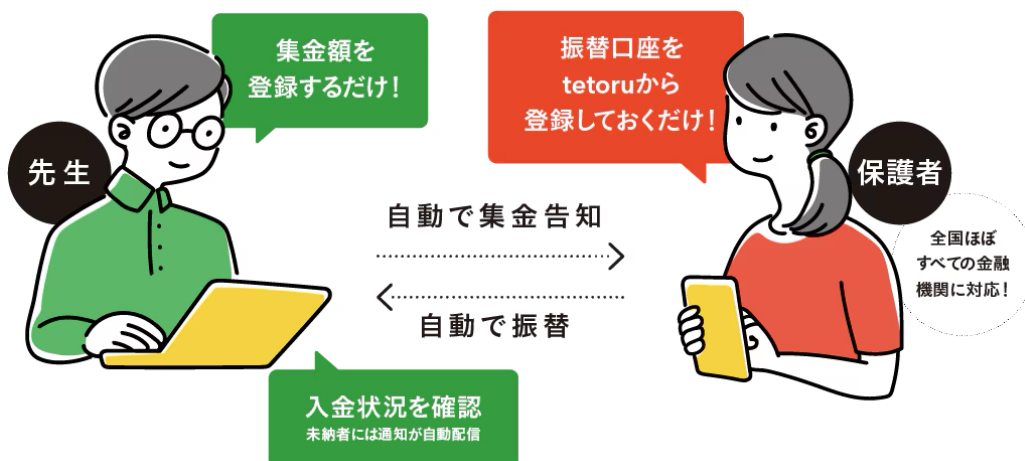 集金額を
登録するだけ!
振替口座を
tetoruから
登録しておくだけ!
先生
保護者
自動で集金告知
自動で振替
全国ほぼ
すべての金融
機関に対応!
入金状況を確認
未納者には通知が自動配信